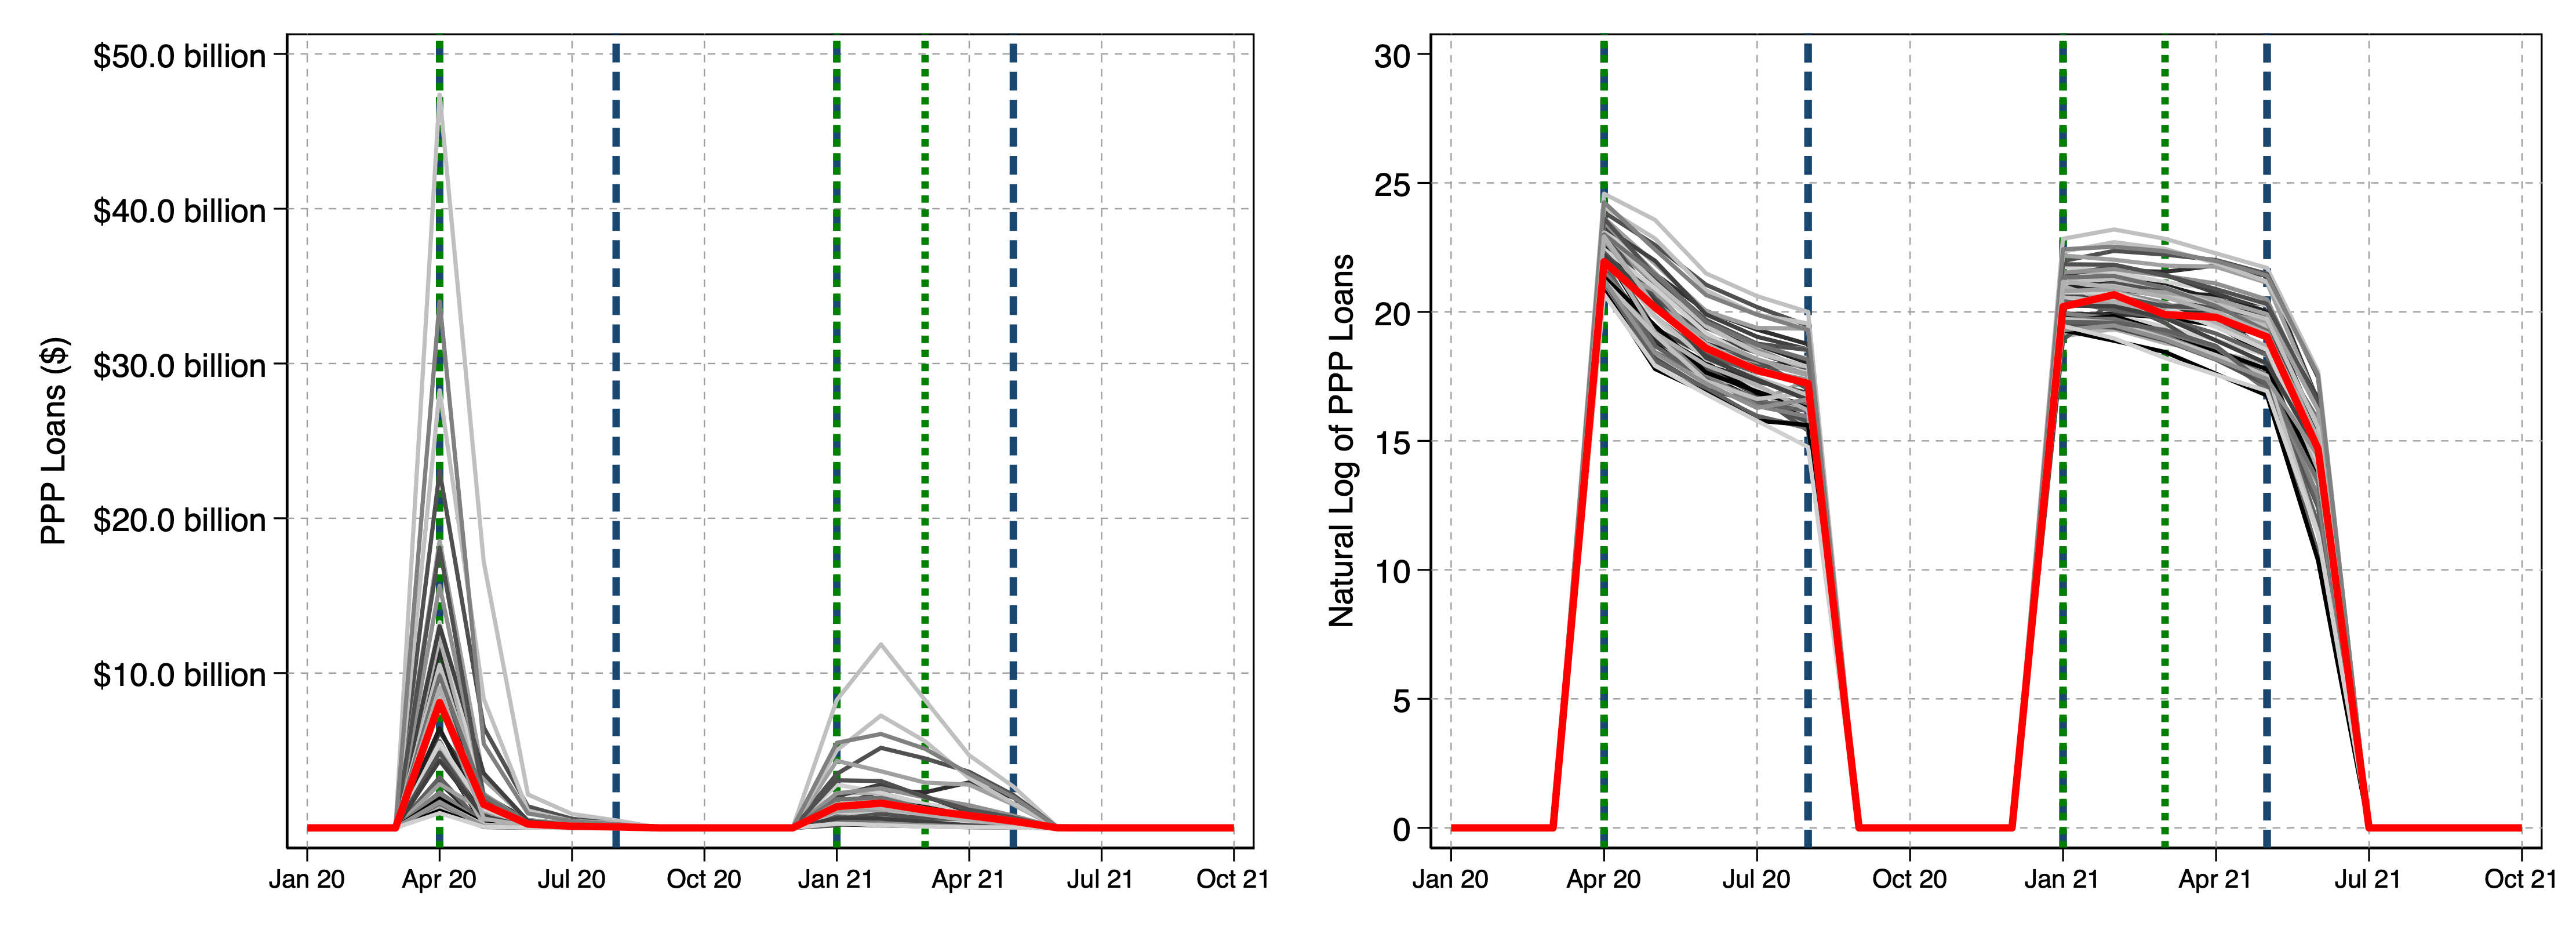 PPP Loans ($)
$50.0 billion
$40.0 billion
$30.0 billion
$20.0 billion
$10.0 billion
Jan 20 Apr 20 Jul 20 Oct 20 Jan 21 Apr 21 Jul 21 Oct 21
Natural Log of PPP Loans
30
25
20
15
10
5
0
Jan 20 Apr 20 Jul 20 Oct 20 Jan 21 Apr 21 Jul 21 Oct 21